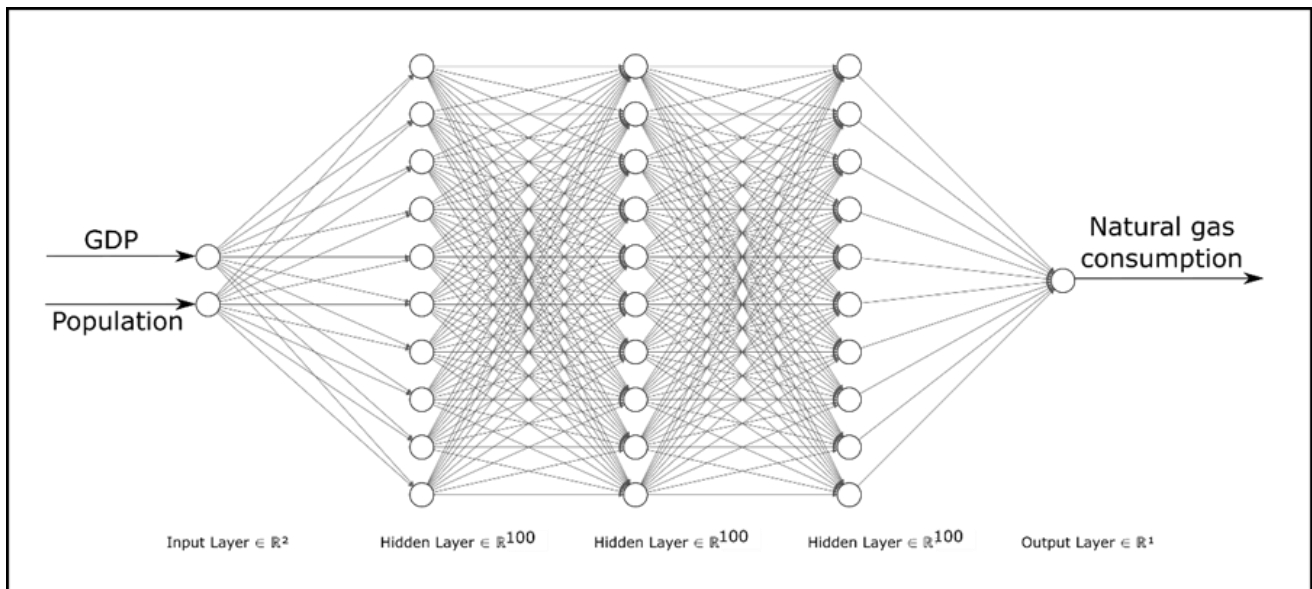 GDP
Population
Natural gas
consumption
Input Layer ∈ ℝ²
Hidden Layer ∈ ℝ¹⁰⁰
Hidden Layer ∈ ℝ¹⁰⁰
Hidden Layer ∈ ℝ¹⁰⁰
Output Layer ∈ ℝ¹